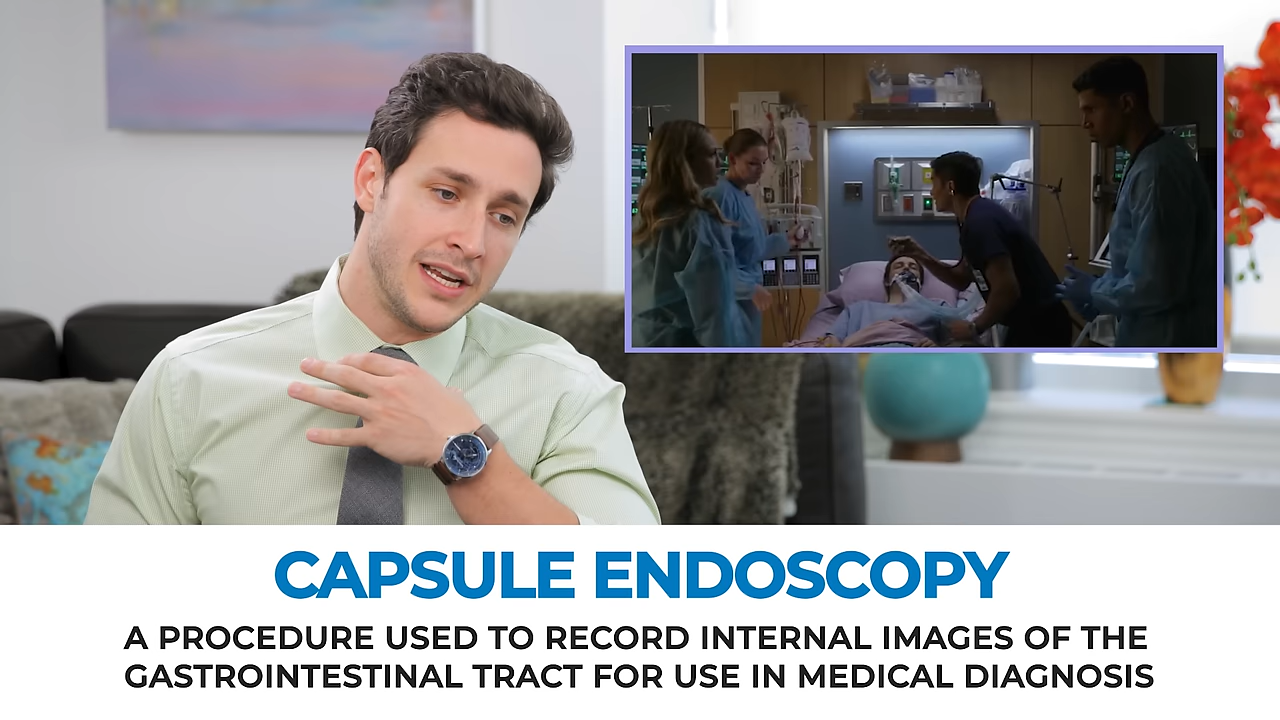 CAPSULE ENDOSCOPY
A PROCEDURE USED TO RECORD INTERNAL IMAGES OF THE
GASTROINTESTINAL TRACT FOR USE IN MEDICAL DIAGNOSIS